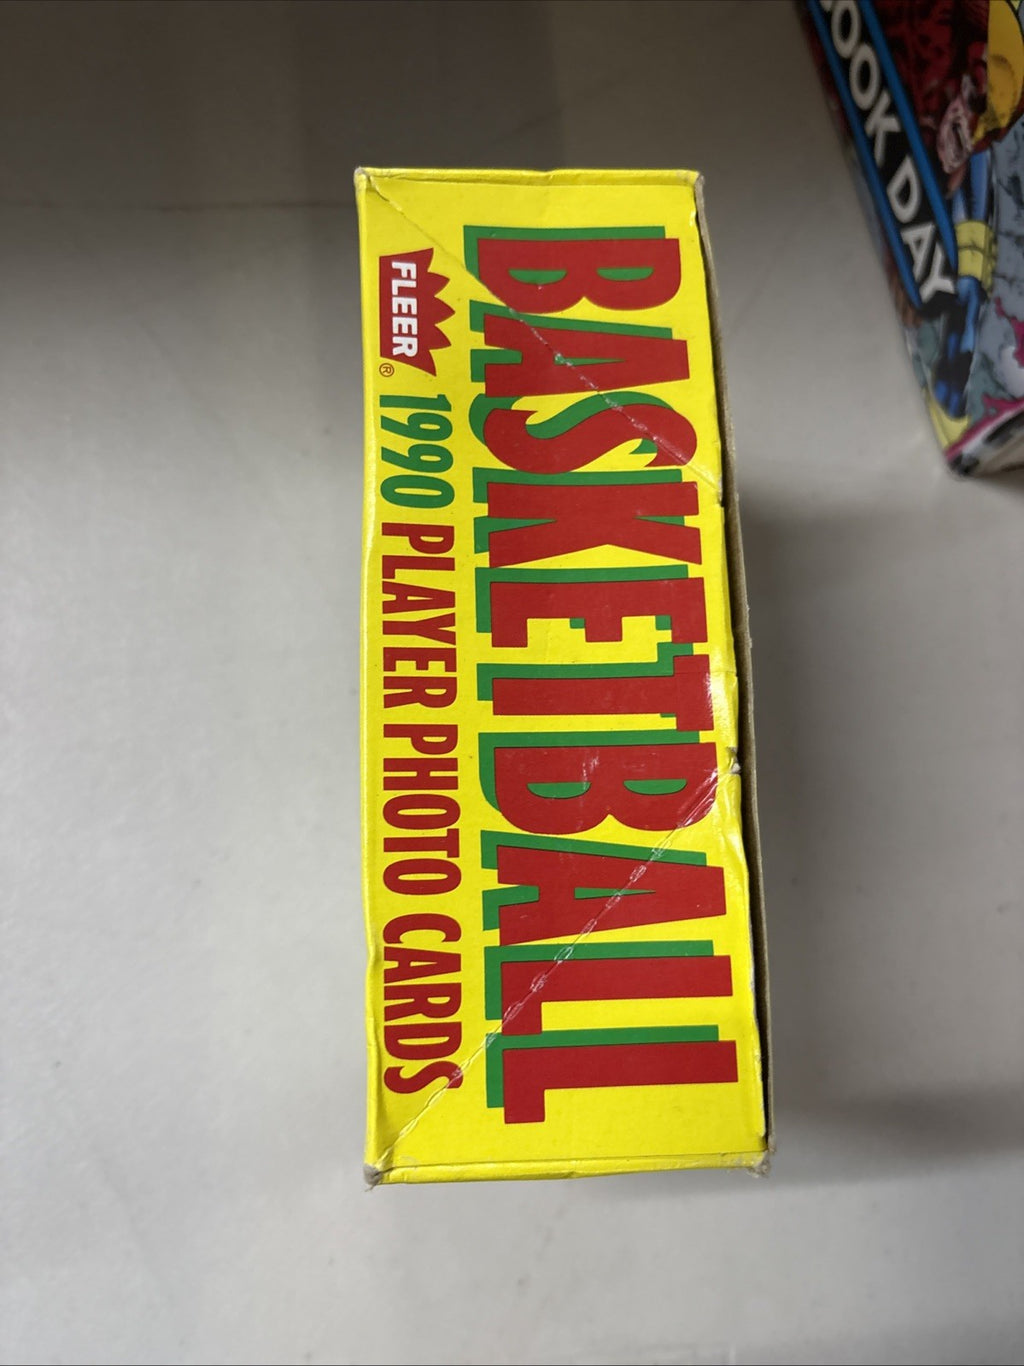 BASKETBALL
FLEER® 1990 PLAYER PHOTO CARDS
OOK DAY